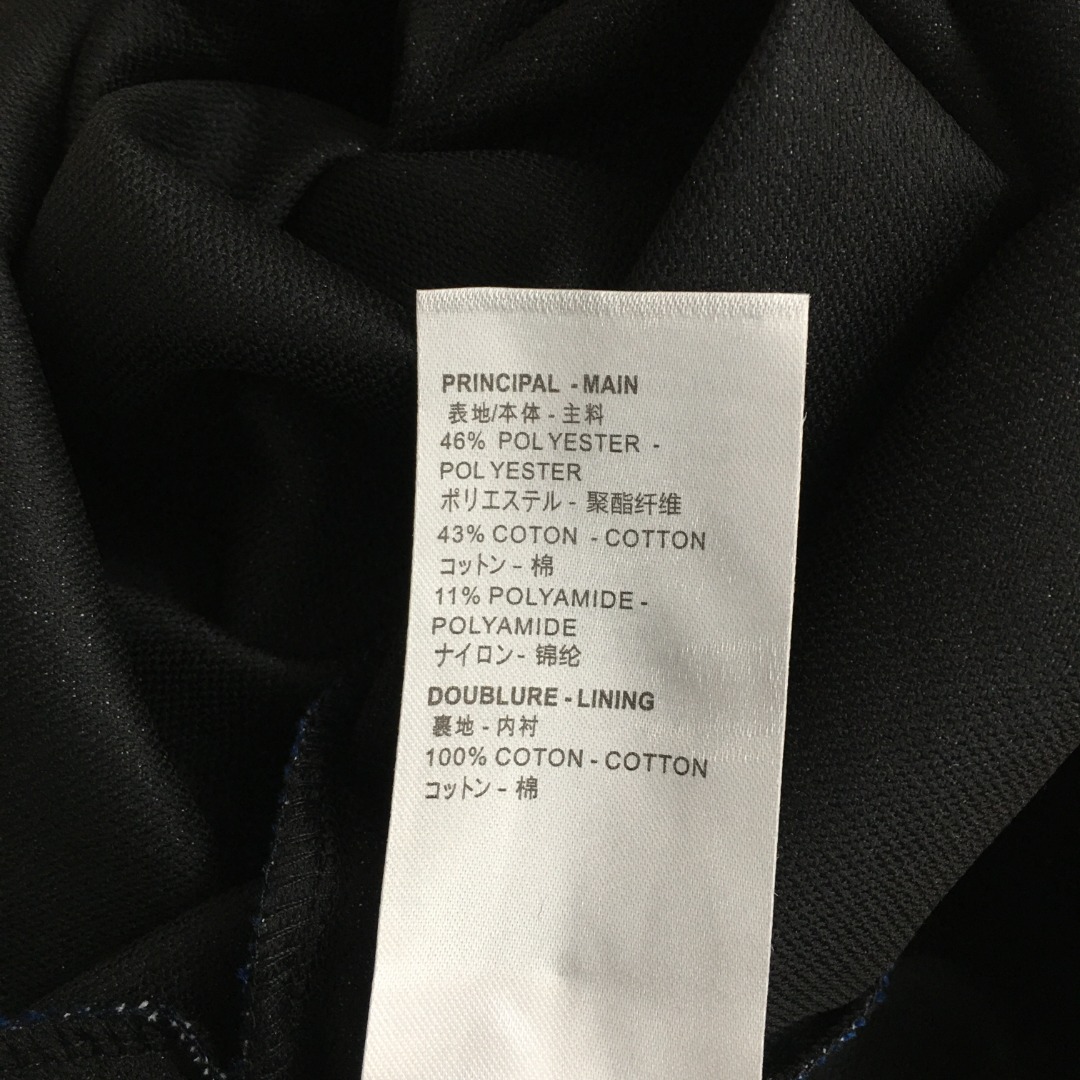 PRINCIPAL - MAIN
表地/本体 - 主料
46% POLYESTER -
POLYESTER
ポリエステル - 聚酯纤维
43% COTON - COTTON
コットン - 棉
11% POLYAMIDE -
POLYAMIDE
ナイロン - 锦纶
DOUBLURE - LINING
裏地 - 内衬
100% COTON - COTTON
コットン - 棉